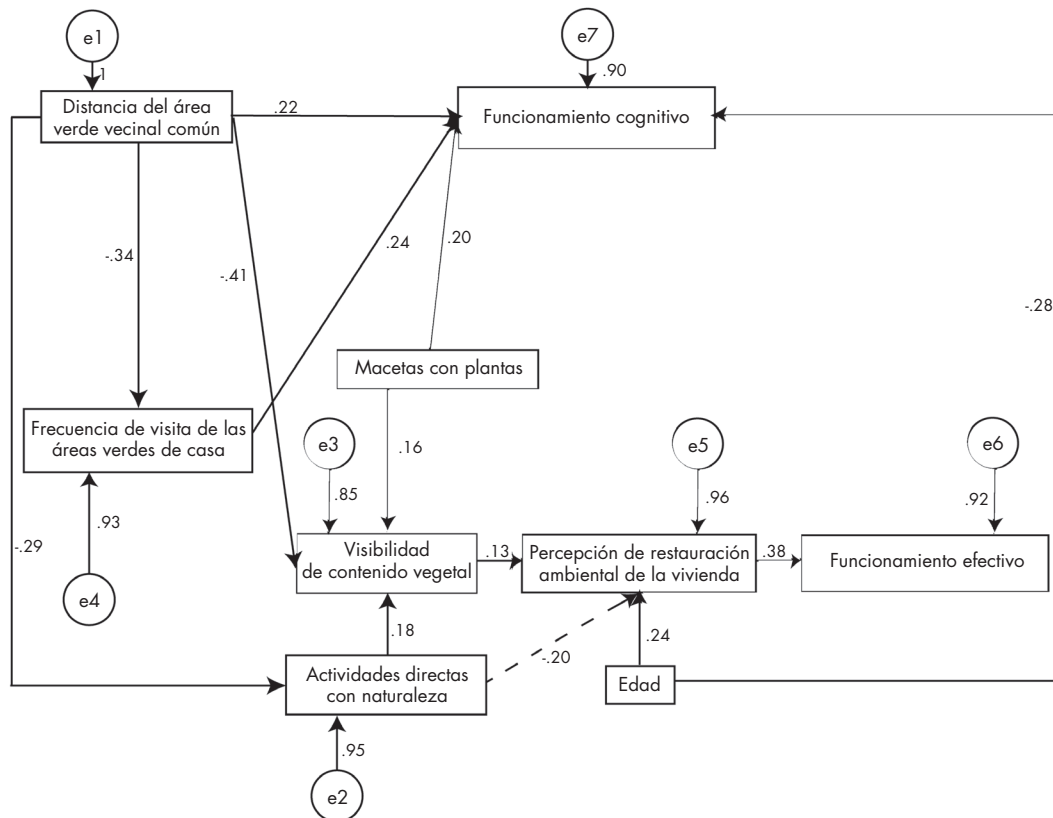 e1
e7
1
.90
Distancia del área
verde vecinal común
.22
Funcionamiento cognitivo
-.34
-.41
.24
.20
-.28
Macetas con plantas
Frecuencia de visita de las
áreas verdes de casa
e3
.16
e5
e6
.85
.96
.92
.93
-.29
Visibilidad
de contenido vegetal
.13
Percepción de restauración
ambiental de la vivienda
.38
Funcionamiento efectivo
e4
.18
-.20
.24
Actividades directas
con naturaleza
Edad
.95
e2